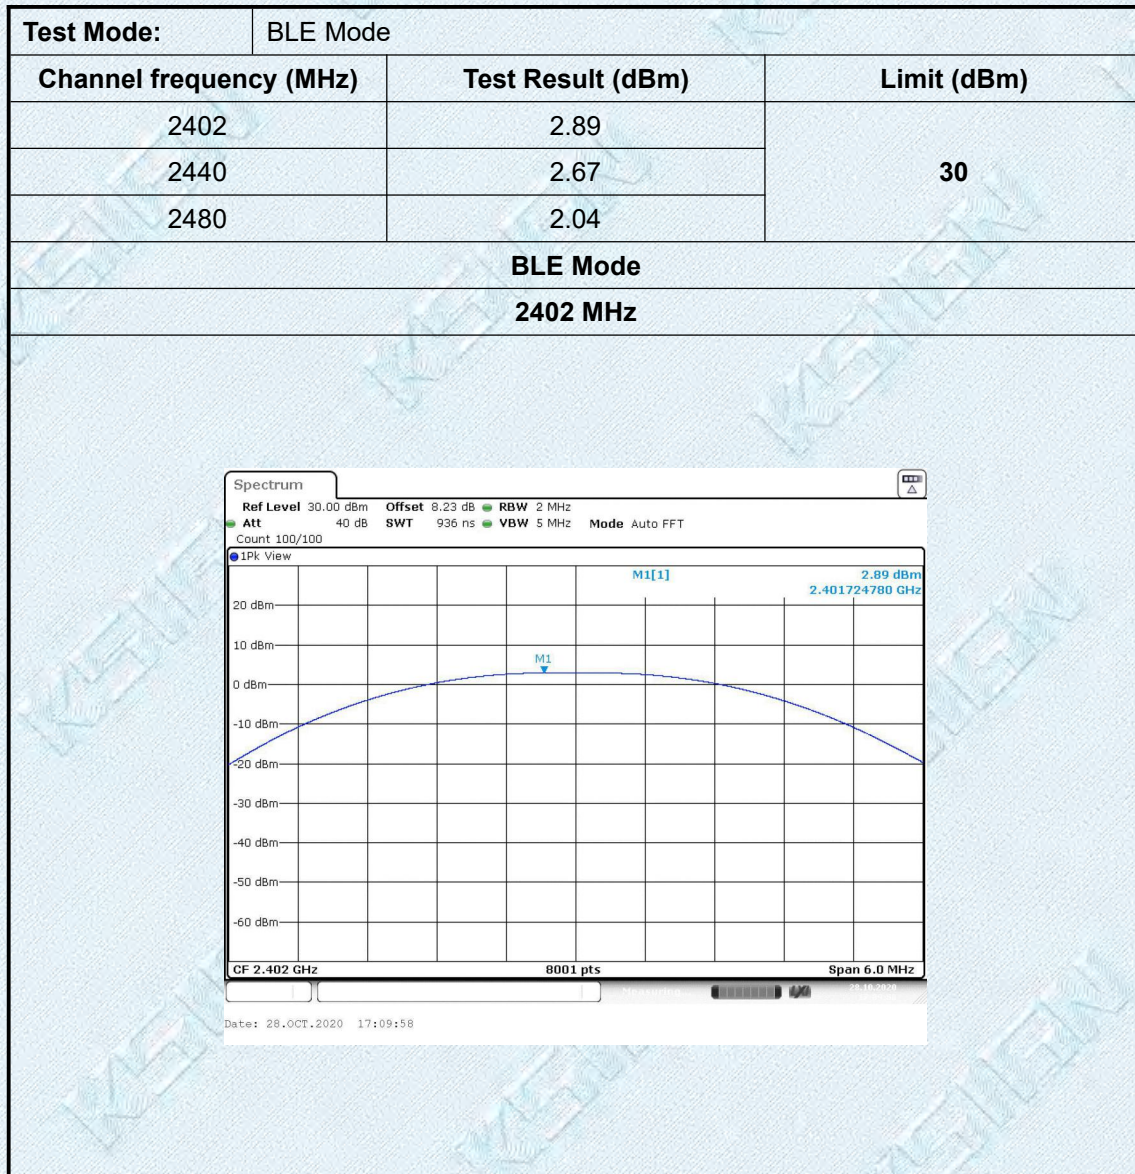 Test Mode: BLE Mode
Channel frequency (MHz) Test Result (dBm) Limit (dBm)
2402 2.89
2440 2.67 30
2480 2.04
BLE Mode
2402 MHz
Spectrum
Ref Level 30.00 dBm Offset 8.23 dB RBW 2 MHz
Att 40 dB SWT 936 ns VBW 5 MHz Mode Auto FFT
Count 100/100
1Pk View
M1[1] 2.89 dBm
2.401724780 GHz
20 dBm
10 dBm
M1
0 dBm
-10 dBm
-20 dBm
-30 dBm
-40 dBm
-50 dBm
-60 dBm
CF 2.402 GHz 8001 pts Span 6.0 MHz
Measuring 28.10.2020
Date: 28.OCT.2020 17:09:58